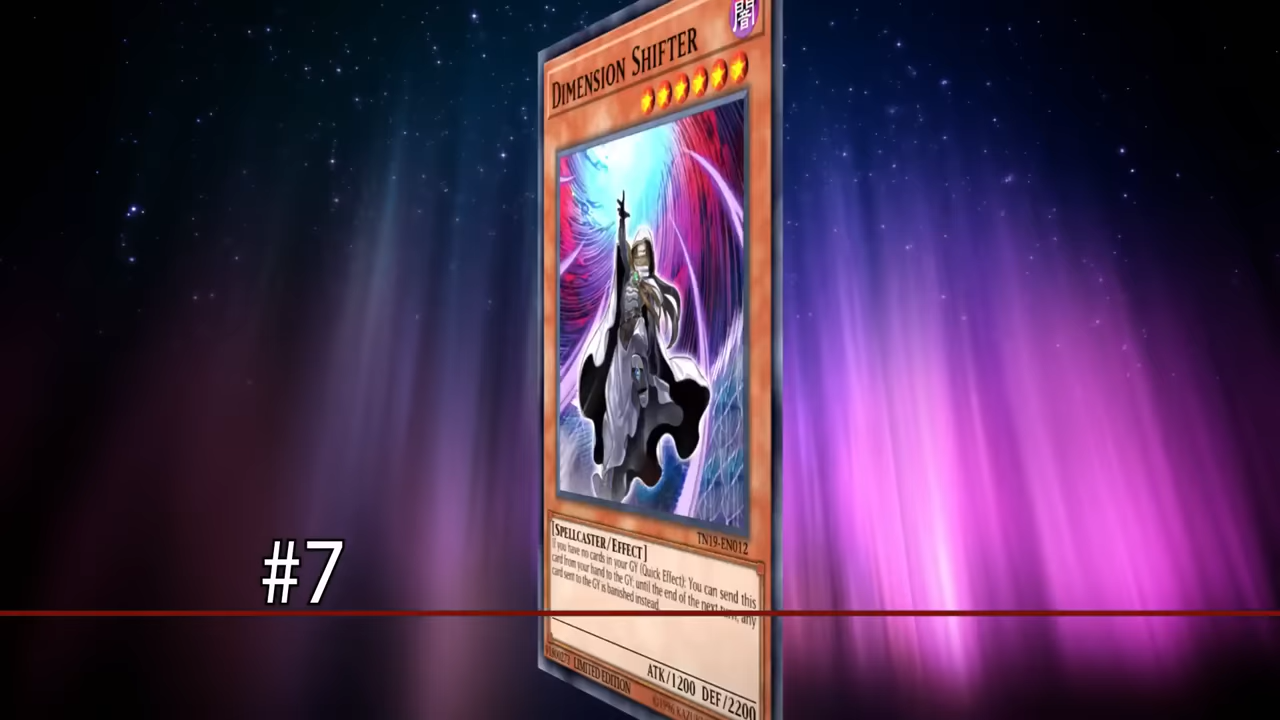 闇
DIMENSION SHIFTER
TN19-EN012
[SPELLCASTER/EFFECT]
If you have no cards in your GY (Quick Effect): You can send this
card from your hand to the GY; until the end of the next turn, any
card sent to the GY is banished instead.
#7
ATK/1200 DEF/2200
LIMITED EDITION
©1996